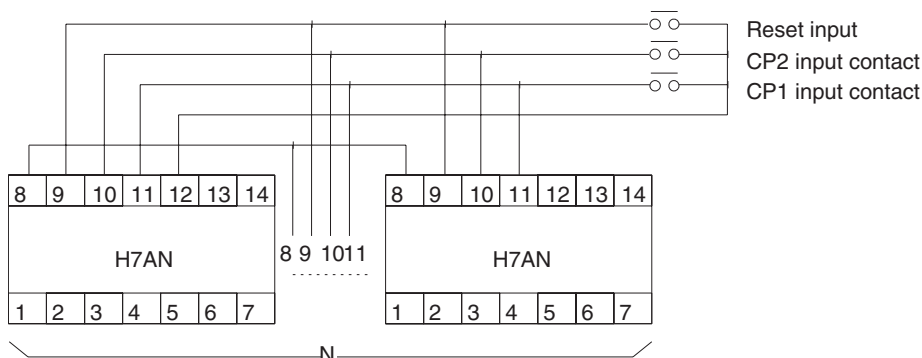 Reset input
CP2 input contact
CP1 input contact
8 9 10 11 12 13 14
8 9 10 11 12 13 14
H7AN
8 9 10 11
H7AN
1 2 3 4 5 6 7
1 2 3 4 5 6 7
N